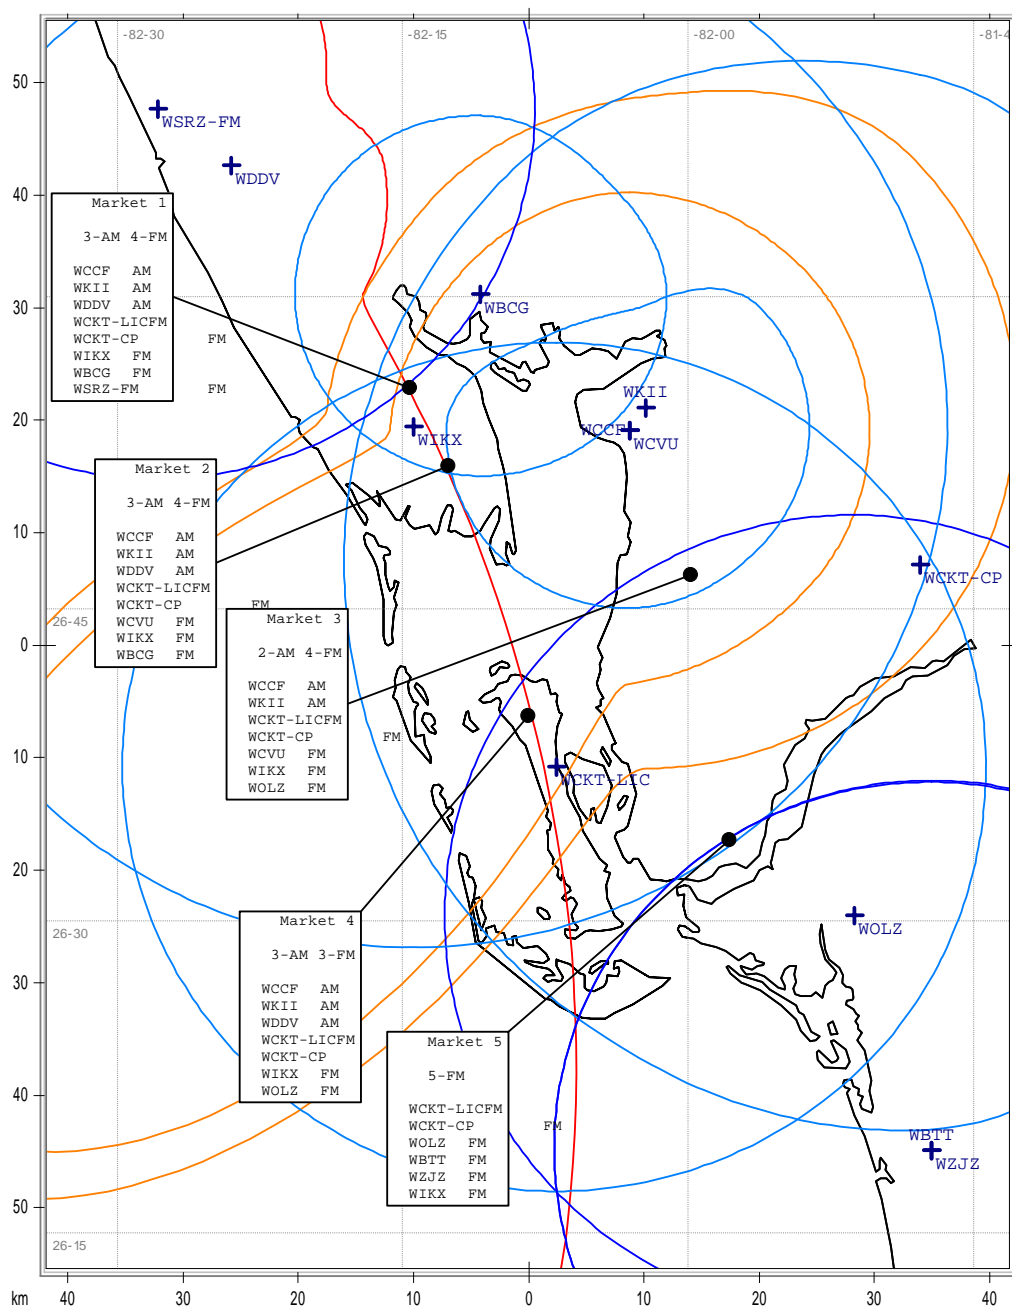 -82-30
-82-15
-82-00
-81-4
50
WSRZ-FM
WDDV
40
Market 1
3-AM 4-FM
WCCF AM
WKII AM
WDDV AM
WCKT-LICFM
WCKT-CP FM
WIKX FM
WBCG FM
WSRZ-FM FM
30
WBCG
WKII
20
WIKX
WCCF
WCVU
Market 2
3-AM 4-FM
WCCF AM
WKII AM
WDDV AM
WCKT-LICFM
WCKT-CP FM
WCVU FM
WIKX FM
WBCG FM
10
WCKT-CP
26-45
0
Market 3
2-AM 4-FM
WCCF AM
WKII AM
WCKT-LICFM
WCKT-CP FM
WCVU FM
WIKX FM
WOLZ FM
10
WCKT-LIC
20
26-30
WOLZ
Market 4
3-AM 3-FM
WCCF AM
WKII AM
WDDV AM
WCKT-LICFM
WCKT-CP
WIKX FM
WOLZ FM
30
Market 5
5-FM
WCKT-LICFM
WCKT-CP FM
WOLZ FM
WBTT FM
WZJZ FM
WIKX FM
40
WBTT
WZJZ
50
26-15
km 40 30 20 10 0 10 20 30 40